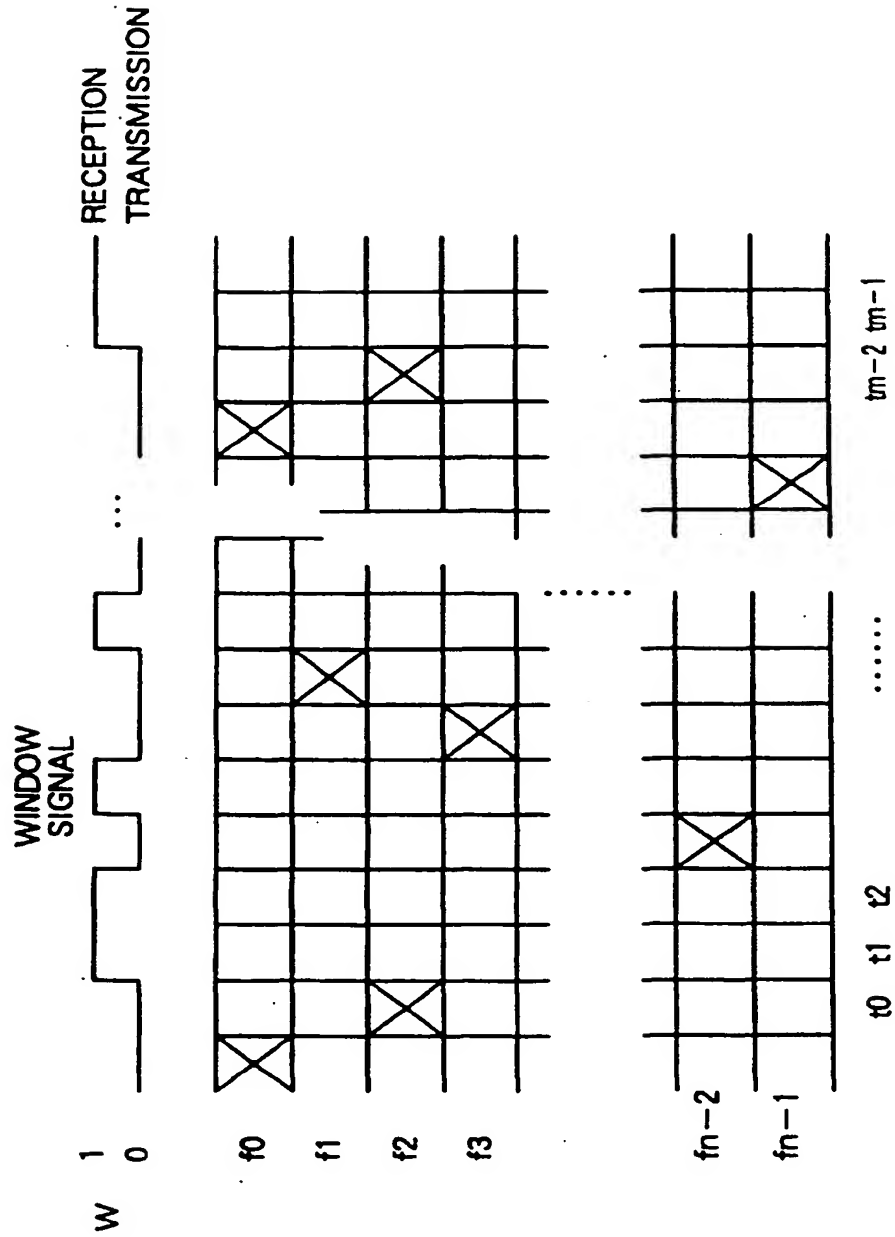 WINDOW
SIGNAL
W
1
0
RECEPTION
TRANSMISSION
...
f0
f1
f2
f3
.......
fn-2
fn-1
t0 t1 t2 ...... tm-2 tm-1